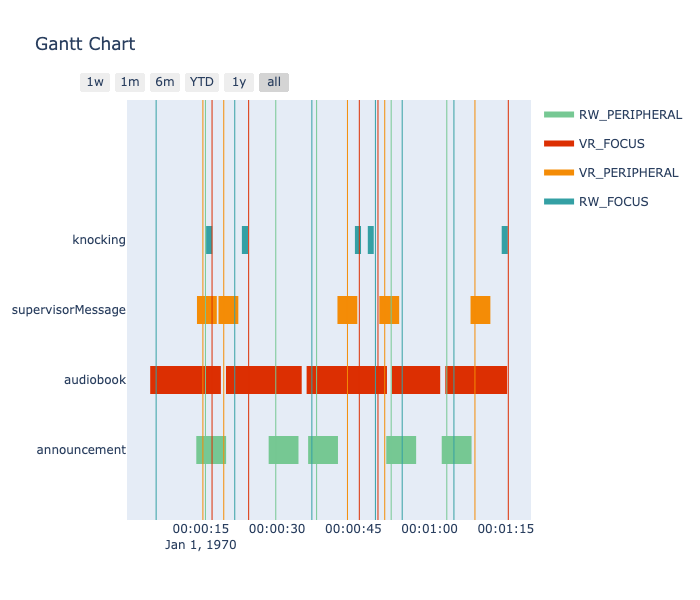 Gantt Chart
1w 1m 6m YTD 1y all
RW_PERIPHERAL
VR_FOCUS
VR_PERIPHERAL
RW_FOCUS
knocking
supervisorMessage
audiobook
announcement
00:00:15 00:00:30 00:00:45 00:01:00 00:01:15
Jan 1, 1970